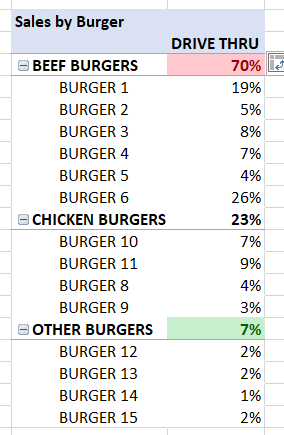 Sales by Burger
DRIVE THRU
BEEF BURGERS 70%
BURGER 1 19%
BURGER 2 5%
BURGER 3 8%
BURGER 4 7%
BURGER 5 4%
BURGER 6 26%
CHICKEN BURGERS 23%
BURGER 10 7%
BURGER 11 9%
BURGER 8 4%
BURGER 9 3%
OTHER BURGERS 7%
BURGER 12 2%
BURGER 13 2%
BURGER 14 1%
BURGER 15 2%